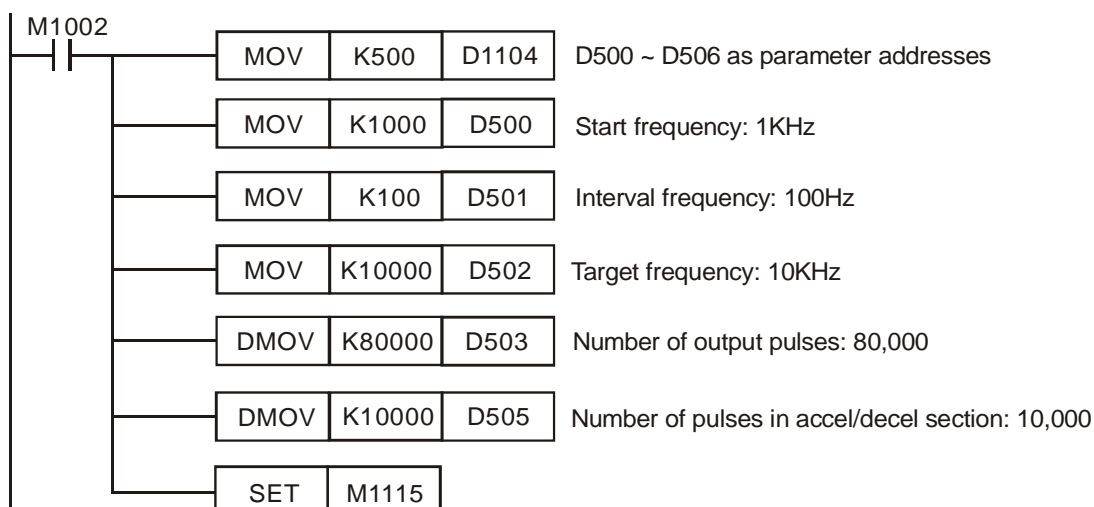 M1002
MOV K500 D1104 D500 ~ D506 as parameter addresses
MOV K1000 D500 Start frequency: 1KHz
MOV K100 D501 Interval frequency: 100Hz
MOV K10000 D502 Target frequency: 10KHz
DMOV K80000 D503 Number of output pulses: 80,000
DMOV K10000 D505 Number of pulses in accel/decel section: 10,000
SET M1115